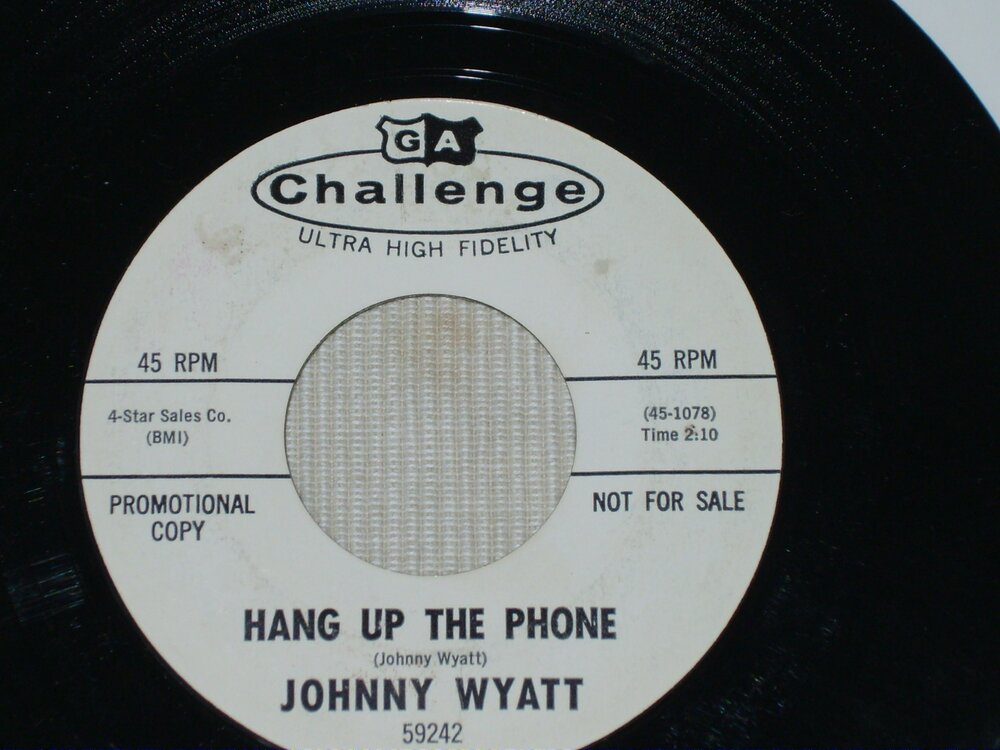 GA
Challenge
ULTRA HIGH FIDELITY
45 RPM
45 RPM
4-Star Sales Co.
(BMI)
(45-1078)
Time 2:10
PROMOTIONAL
COPY
NOT FOR SALE
HANG UP THE PHONE
(Johnny Wyatt)
JOHNNY WYATT
59242